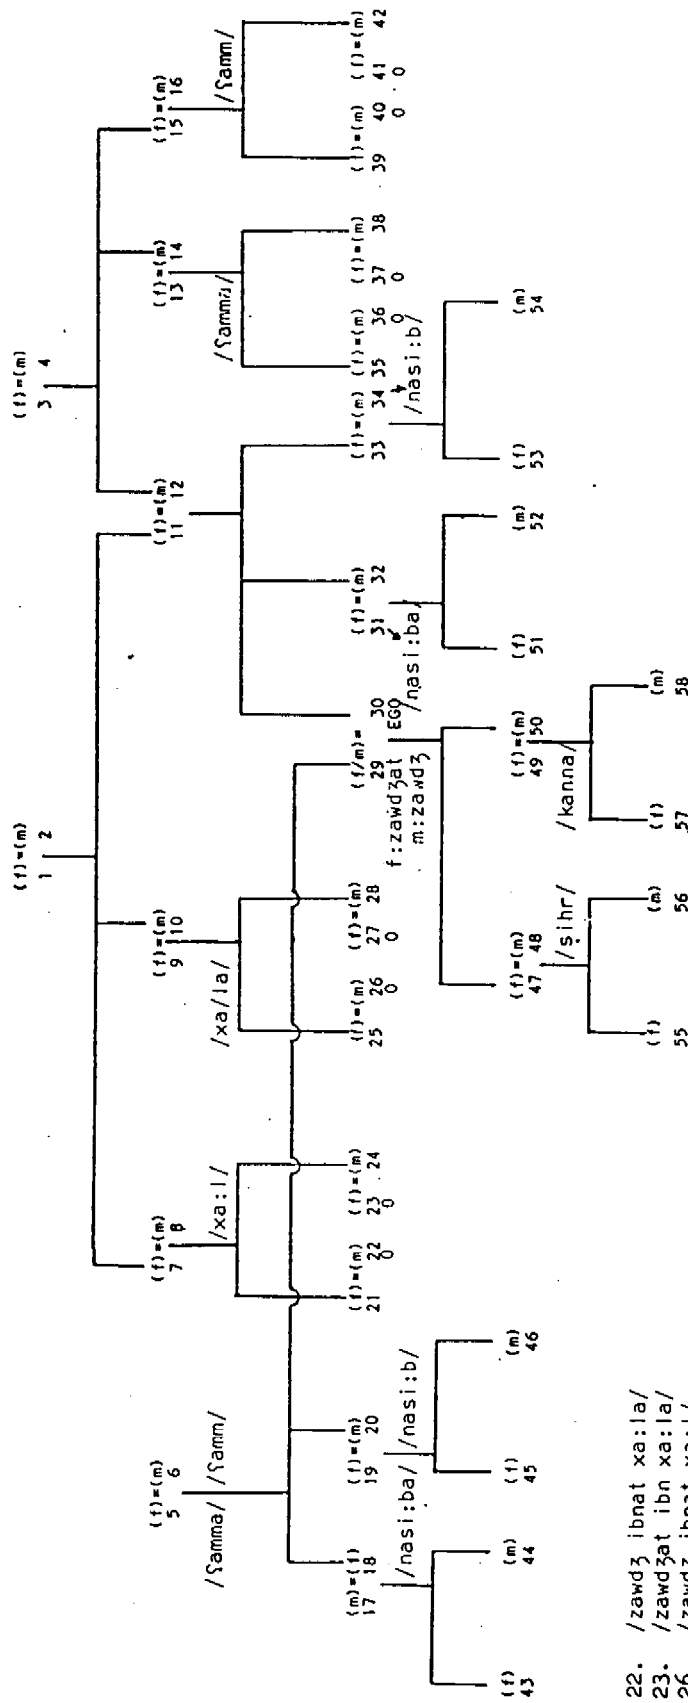 (f)=(m) (f)=(m)
1 2 3 4
(f)=(m) (f)=(m) (f)=(m) (f)=(m) (f)=(m) (f)=(m)
5 6 7 8 9 10 11 12 13 14 15 16
/ʕamma/ /ʕamm/ /xa:l/ /xa/la/ /ʕamma/ /ʕamm/
(m)=(f) (f)=(m) (f)=(m) (f)=(m) (f)=(m) (f)=(m) (f/m)= EGO (f)=(m) (f)=(m) (f)=(m) (f)=(m) (f)=(m) (f)=(m)
17 18 19 20 21 22 23 24 25 26 27 28 29 30 31 32 33 34 35 36 37 38 39 40 41 42
0 0 0 0 0 0 0 0
/nasi:ba/ /nasi:b/ f:zawdʒat /nasi:ba/ /nasi:b/
m:zawdʒ
(f) (m) (f) (m) (f)=(m) (f)=(m) (f) (m) (f) (m)
43 44 45 46 47 48 49 50 51 52 53 54
/ṣihr/ /kanna/
(f) (m) (f) (m)
55 56 57 58
22. /zawdʒ ibnat xa:la/
23. /zawdʒat ibn xa:la/
26. /zawdʒ ibnat